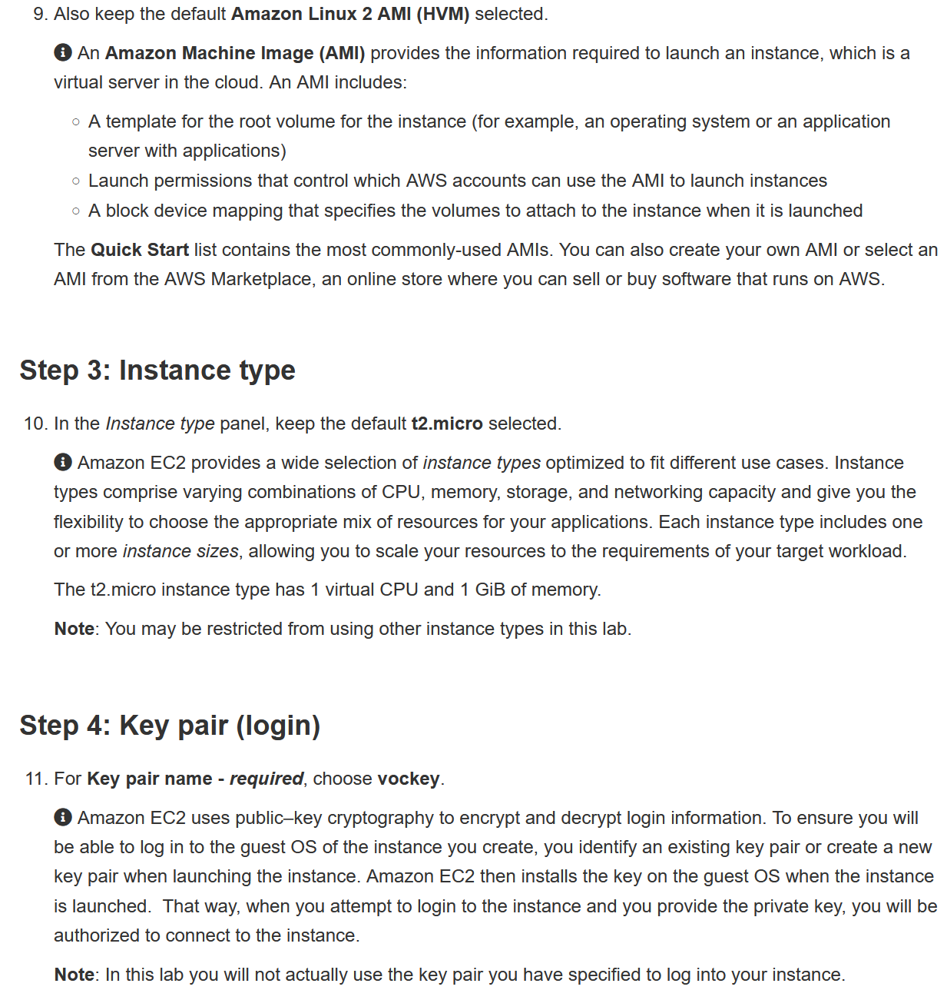 9. Also keep the default Amazon Linux 2 AMI (HVM) selected.
An Amazon Machine Image (AMI) provides the information required to launch an instance, which is a
virtual server in the cloud. An AMI includes:
○ A template for the root volume for the instance (for example, an operating system or an application
server with applications)
○ Launch permissions that control which AWS accounts can use the AMI to launch instances
○ A block device mapping that specifies the volumes to attach to the instance when it is launched
The Quick Start list contains the most commonly-used AMIs. You can also create your own AMI or select an
AMI from the AWS Marketplace, an online store where you can sell or buy software that runs on AWS.
Step 3: Instance type
10. In the Instance type panel, keep the default t2.micro selected.
Amazon EC2 provides a wide selection of instance types optimized to fit different use cases. Instance
types comprise varying combinations of CPU, memory, storage, and networking capacity and give you the
flexibility to choose the appropriate mix of resources for your applications. Each instance type includes one
or more instance sizes, allowing you to scale your resources to the requirements of your target workload.
The t2.micro instance type has 1 virtual CPU and 1 GiB of memory.
Note: You may be restricted from using other instance types in this lab.
Step 4: Key pair (login)
11. For Key pair name - required, choose vockey.
Amazon EC2 uses public–key cryptography to encrypt and decrypt login information. To ensure you will
be able to log in to the guest OS of the instance you create, you identify an existing key pair or create a new
key pair when launching the instance. Amazon EC2 then installs the key on the guest OS when the instance
is launched.  That way, when you attempt to login to the instance and you provide the private key, you will be
authorized to connect to the instance.
Note: In this lab you will not actually use the key pair you have specified to log into your instance.